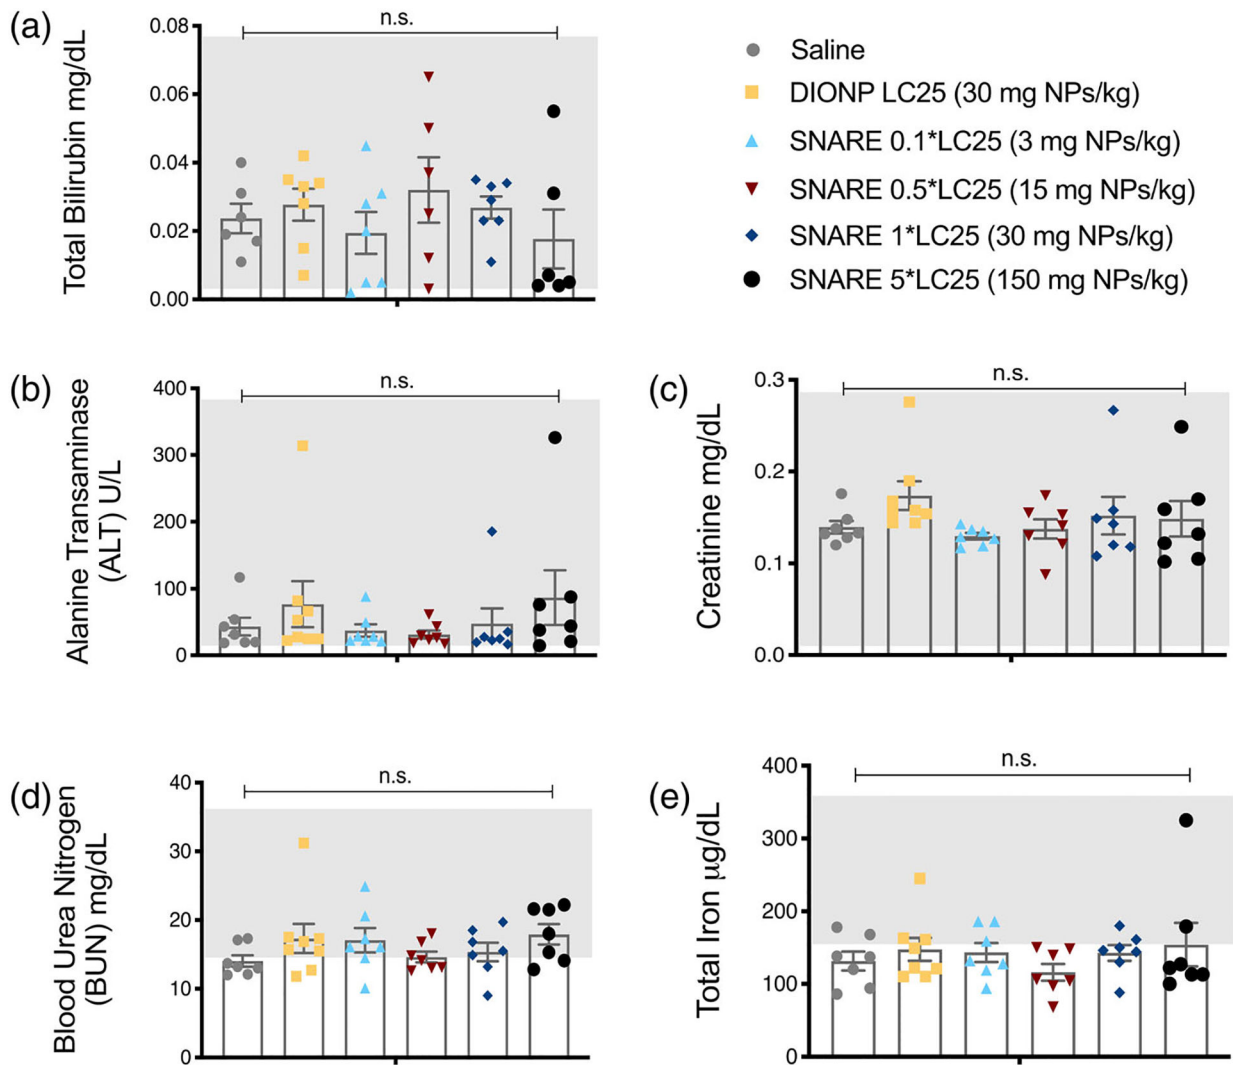 (a)
Total Bilirubin mg/dL
0.08
0.06
0.04
0.02
0.00
n.s.
Saline
DIONP LC25 (30 mg NPs/kg)
SNARE 0.1*LC25 (3 mg NPs/kg)
SNARE 0.5*LC25 (15 mg NPs/kg)
SNARE 1*LC25 (30 mg NPs/kg)
SNARE 5*LC25 (150 mg NPs/kg)
(b)
Alanine Transaminase
(ALT) U/L
400
300
200
100
0
n.s.
(c)
Creatinine mg/dL
0.3
0.2
0.1
0.0
n.s.
(d)
Blood Urea Nitrogen
(BUN) mg/dL
40
30
20
10
0
n.s.
(e)
Total Iron μg/dL
400
300
200
100
0
n.s.